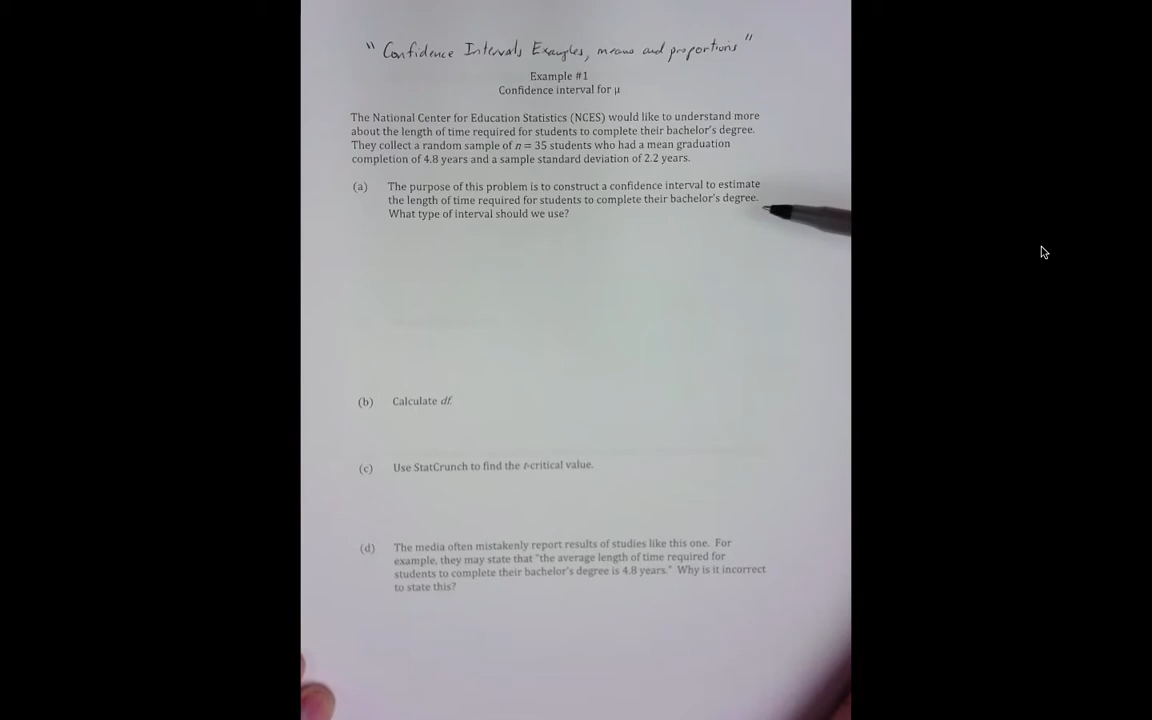 " Confidence Intervals Examples, means and proportions "
Example #1
Confidence interval for μ
The National Center for Education Statistics (NCES) would like to understand more
about the length of time required for students to complete their bachelor's degree.
They collect a random sample of n = 35 students who had a mean graduation
completion of 4.8 years and a sample standard deviation of 2.2 years.
(a) The purpose of this problem is to construct a confidence interval to estimate
the length of time required for students to complete their bachelor's degree.
What type of interval should we use?
(b) Calculate df.
(c) Use StatCrunch to find the t-critical value.
(d) The media often mistakenly report results of studies like this one. For
example, they may state that "the average length of time required for
students to complete their bachelor's degree is 4.8 years." Why is it incorrect
to state this?